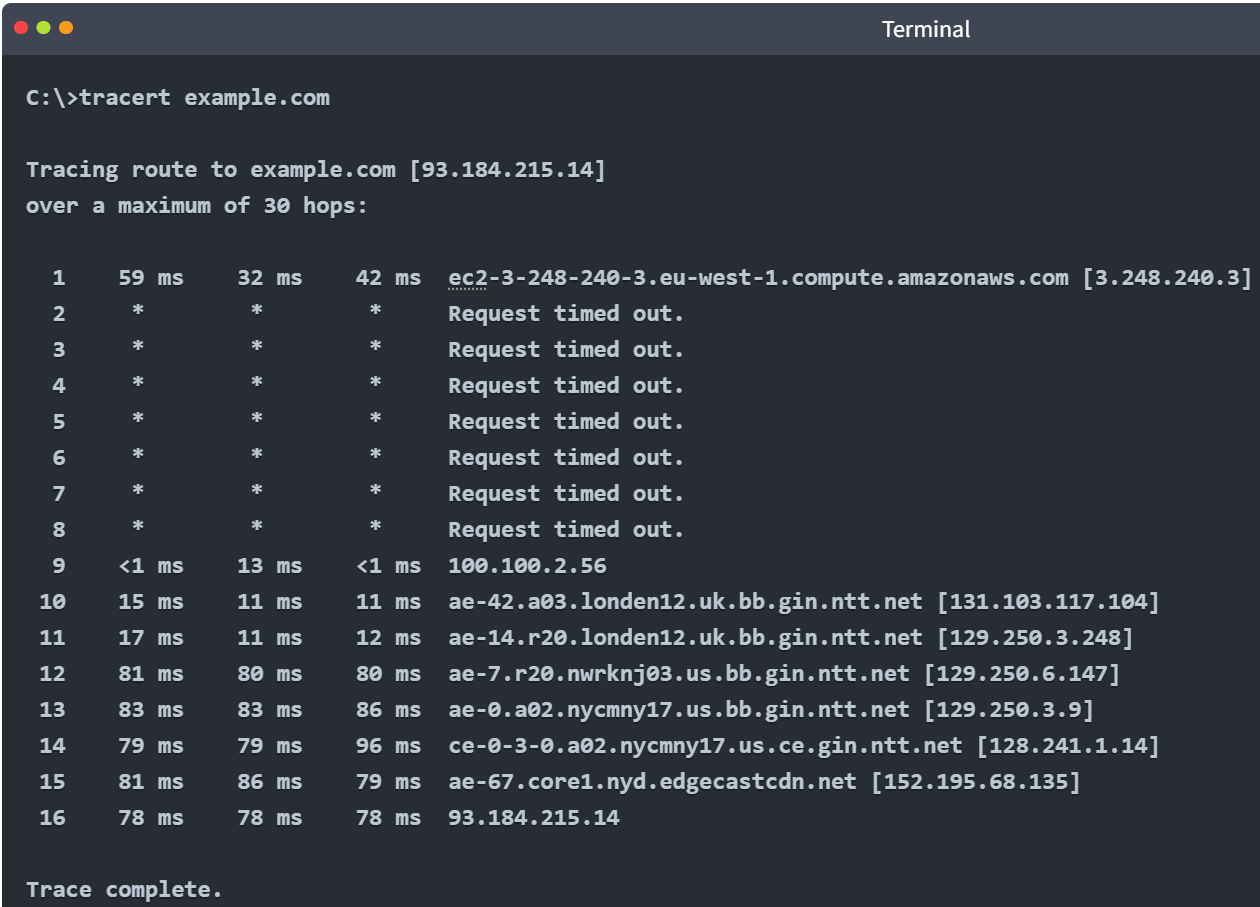 Terminal
C:\>tracert example.com
Tracing route to example.com [93.184.215.14]
over a maximum of 30 hops:
1 59 ms 32 ms 42 ms ec2-3-248-240-3.eu-west-1.compute.amazonaws.com [3.248.240.3]
2 * * * Request timed out.
3 * * * Request timed out.
4 * * * Request timed out.
5 * * * Request timed out.
6 * * * Request timed out.
7 * * * Request timed out.
8 * * * Request timed out.
9 <1 ms 13 ms <1 ms 100.100.2.56
10 15 ms 11 ms 11 ms ae-42.a03.londen12.uk.bb.gin.ntt.net [131.103.117.104]
11 17 ms 11 ms 12 ms ae-14.r20.londen12.uk.bb.gin.ntt.net [129.250.3.248]
12 81 ms 80 ms 80 ms ae-7.r20.nwrknj03.us.bb.gin.ntt.net [129.250.6.147]
13 83 ms 83 ms 86 ms ae-0.a02.nycmny17.us.bb.gin.ntt.net [129.250.3.9]
14 79 ms 79 ms 96 ms ce-0-3-0.a02.nycmny17.us.ce.gin.ntt.net [128.241.1.14]
15 81 ms 86 ms 79 ms ae-67.core1.nyd.edgecastcdn.net [152.195.68.135]
16 78 ms 78 ms 78 ms 93.184.215.14
Trace complete.